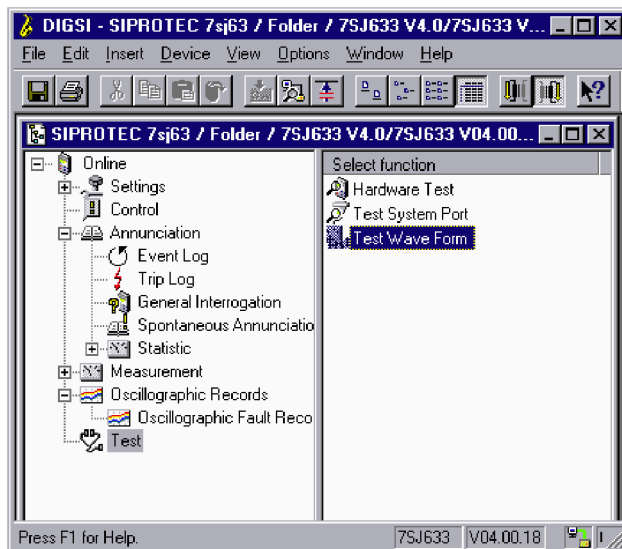 DIGSI - SIPROTEC 7sj63 / Folder / 7SJ633 V4.0/7SJ633 V...
File Edit Insert Device View Options Window Help
SIPROTEC 7sj63 / Folder / 7SJ633 V4.0/7SJ633 V04.00...
Online
Settings
Control
Annunciation
Event Log
Trip Log
General Interrogation
Spontaneous Annunciatio
Statistic
Measurement
Oscillographic Records
Oscillographic Fault Reco
Test
Select function
Hardware Test
Test System Port
Test Wave Form
Press F1 for Help.
7SJ633 V04.00.18